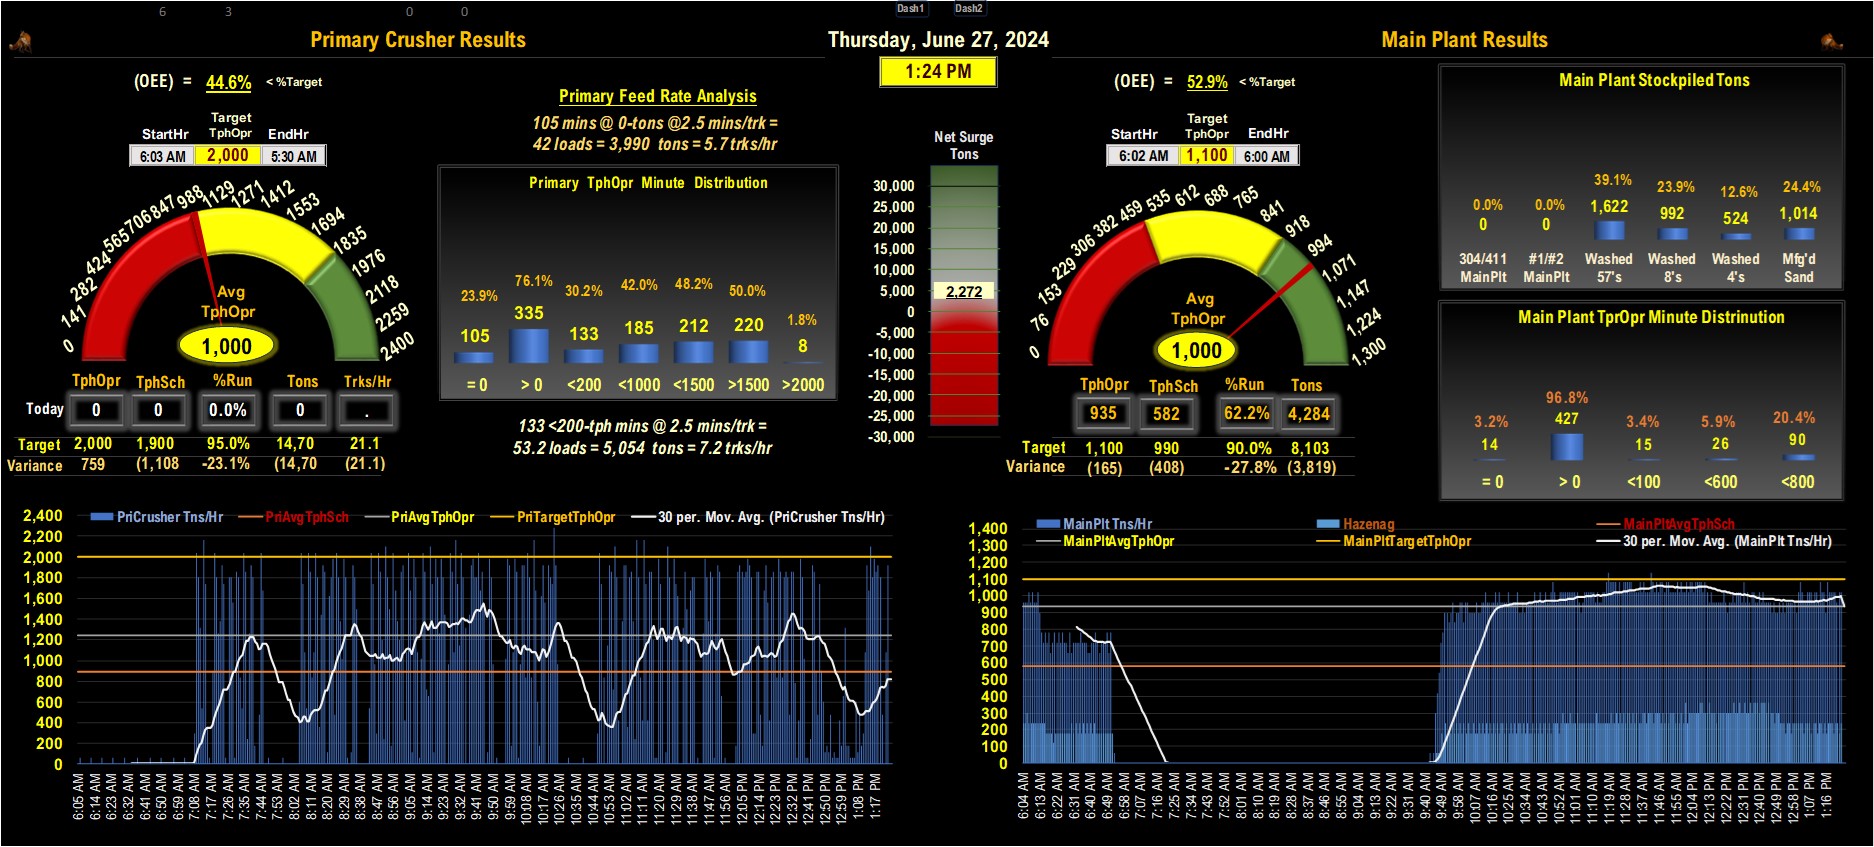 6 3 0 0 Dash1 Dash2
Primary Crusher Results
Thursday, June 27, 2024
Main Plant Results
1:24 PM
(OEE) = 44.6% < %Target
StartHr Target TphOpr EndHr
6:03 AM 2,000 5:30 AM
0 141 282 424 565 706 847 988 1129 1271 1412 1553 1694 1835 1976 2118 2259 2400
Avg
TphOpr
1,000
TphOpr TphSch %Run Tons Trks/Hr
Today 0 0 0.0% 0 .
Target 2,000 1,900 95.0% 14,70 21.1
Variance 759 (1,108 -23.1% (14,70 (21.1)
Primary Feed Rate Analysis
105 mins @ 0-tons @2.5 mins/trk =
42 loads = 3,990 tons = 5.7 trks/hr
Primary TphOpr Minute Distribution
23.9% 76.1% 30.2% 42.0% 48.2% 50.0% 1.8%
105 335 133 185 212 220 8
= 0 > 0 <200 <1000 <1500 >1500 >2000
133 <200-tph mins @ 2.5 mins/trk =
53.2 loads = 5,054 tons = 7.2 trks/hr
Net Surge
Tons
30,000
25,000
20,000
15,000
10,000
5,000
2,272
0
-5,000
-10,000
-15,000
-20,000
-25,000
-30,000
(OEE) = 52.9% < %Target
StartHr Target TphOpr EndHr
6:02 AM 1,100 6:00 AM
0 76 153 229 306 382 459 535 612 688 765 841 918 994 1,071 1,147 1,224 1,300
Avg
TphOpr
1,000
TphOpr TphSch %Run Tons
935 582 62.2% 4,284
Target 1,100 990 90.0% 8,103
Variance (165) (408) -27.8% (3,819)
Main Plant Stockpiled Tons
0.0% 0.0% 39.1% 23.9% 12.6% 24.4%
0 0 1,622 992 524 1,014
304/411 #1/#2 Washed Washed Washed Mfg'd
MainPlt MainPlt 57's 8's 4's Sand
Main Plant TprOpr Minute Distrinution
3.2% 96.8% 3.4% 5.9% 20.4%
14 427 15 26 90
= 0 > 0 <100 <600 <800
PriCrusher Tns/Hr PriAvgTphSch PriAvgTphOpr PriTargetTphOpr 30 per. Mov. Avg. (PriCrusher Tns/Hr)
2,400
2,200
2,000
1,800
1,600
1,400
1,200
1,000
800
600
400
200
0
6:05 AM 6:14 AM 6:23 AM 6:32 AM 6:41 AM 6:50 AM 6:59 AM 7:08 AM 7:17 AM 7:26 AM 7:35 AM 7:44 AM 7:53 AM 8:02 AM 8:11 AM 8:20 AM 8:29 AM 8:38 AM 8:47 AM 8:56 AM 9:05 AM 9:14 AM 9:23 AM 9:32 AM 9:41 AM 9:50 AM 9:59 AM 10:08 AM 10:17 AM 10:26 AM 10:35 AM 10:44 AM 10:53 AM 11:02 AM 11:11 AM 11:20 AM 11:29 AM 11:38 AM 11:47 AM 11:56 AM 12:05 PM 12:14 PM 12:23 PM 12:32 PM 12:41 PM 12:50 PM 12:59 PM 1:08 PM 1:17 PM
MainPlt Tns/Hr Hazenag MainPltAvgTphSch
MainPltAvgTphOpr MainPltTargetTphOpr 30 per. Mov. Avg. (MainPlt Tns/Hr)
1,400
1,300
1,200
1,100
1,000
900
800
700
600
500
400
300
200
100
0
6:04 AM 6:13 AM 6:31 AM 6:40 AM 6:49 AM 6:58 AM 7:07 AM 7:16 AM 7:25 AM 7:34 AM 7:43 AM 7:52 AM 8:01 AM 8:10 AM 8:19 AM 8:28 AM 8:37 AM 8:46 AM 8:55 AM 9:04 AM 9:13 AM 9:22 AM 9:31 AM 9:40 AM 9:49 AM 9:58 AM 10:07 AM 10:16 AM 10:25 AM 10:34 AM 10:43 AM 10:52 AM 11:01 AM 11:10 AM 11:19 AM 11:28 AM 11:37 AM 11:46 AM 11:55 AM 12:04 PM 12:13 PM 12:22 PM 12:31 PM 12:40 PM 12:49 PM 12:58 PM 1:07 PM 1:16 PM